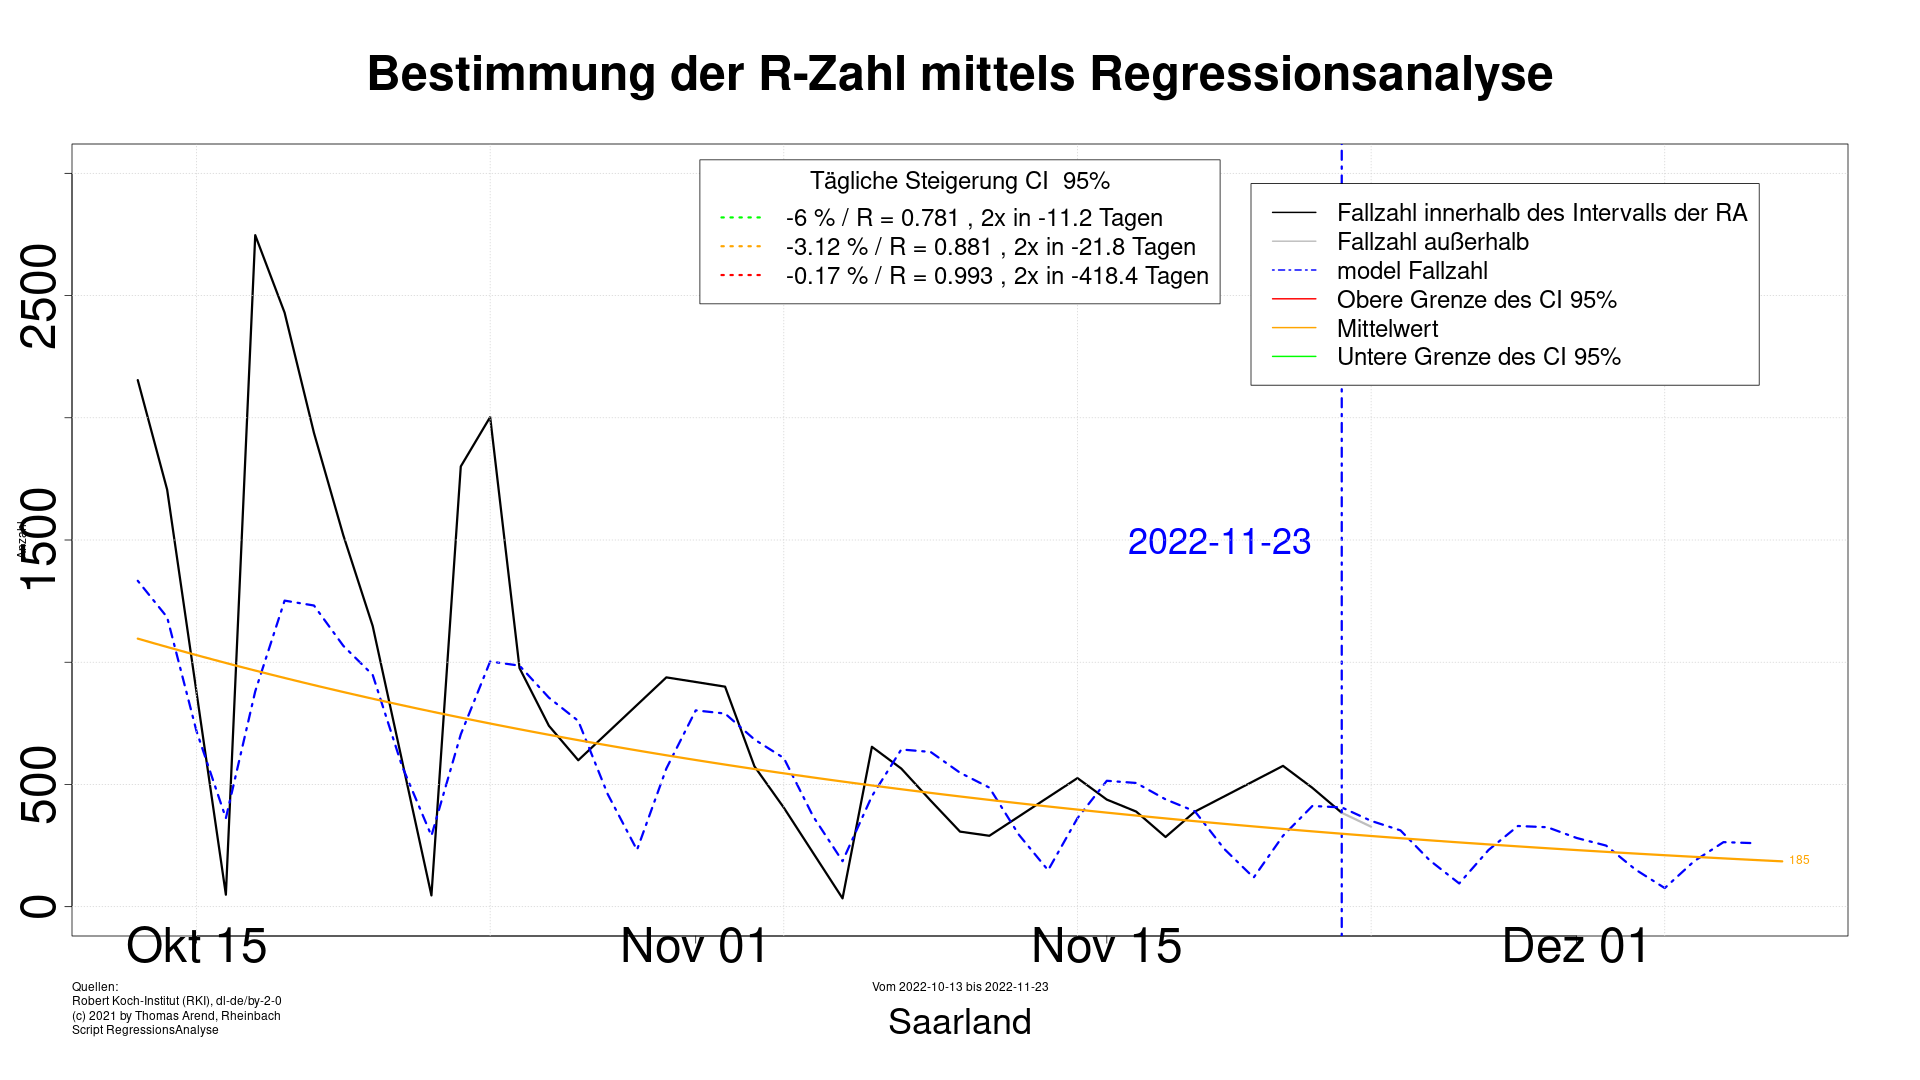 Bestimmung der R-Zahl mittels Regressionsanalyse
Tägliche Steigerung CI  95%
-6 % / R = 0.781 , 2x in -11.2 Tagen
-3.12 % / R = 0.881 , 2x in -21.8 Tagen
-0.17 % / R = 0.993 , 2x in -418.4 Tagen
Fallzahl innerhalb des Intervalls der RA
Fallzahl außerhalb
model Fallzahl
Obere Grenze des CI 95%
Mittelwert
Untere Grenze des CI 95%
2500
1500
500
0
Anzahl
2022-11-23
185
Okt 15
Nov 01
Nov 15
Dez 01
Quellen:
Robert Koch-Institut (RKI), dl-de/by-2-0
(c) 2021 by Thomas Arend, Rheinbach
Script RegressionsAnalyse
Vom 2022-10-13 bis 2022-11-23
Saarland